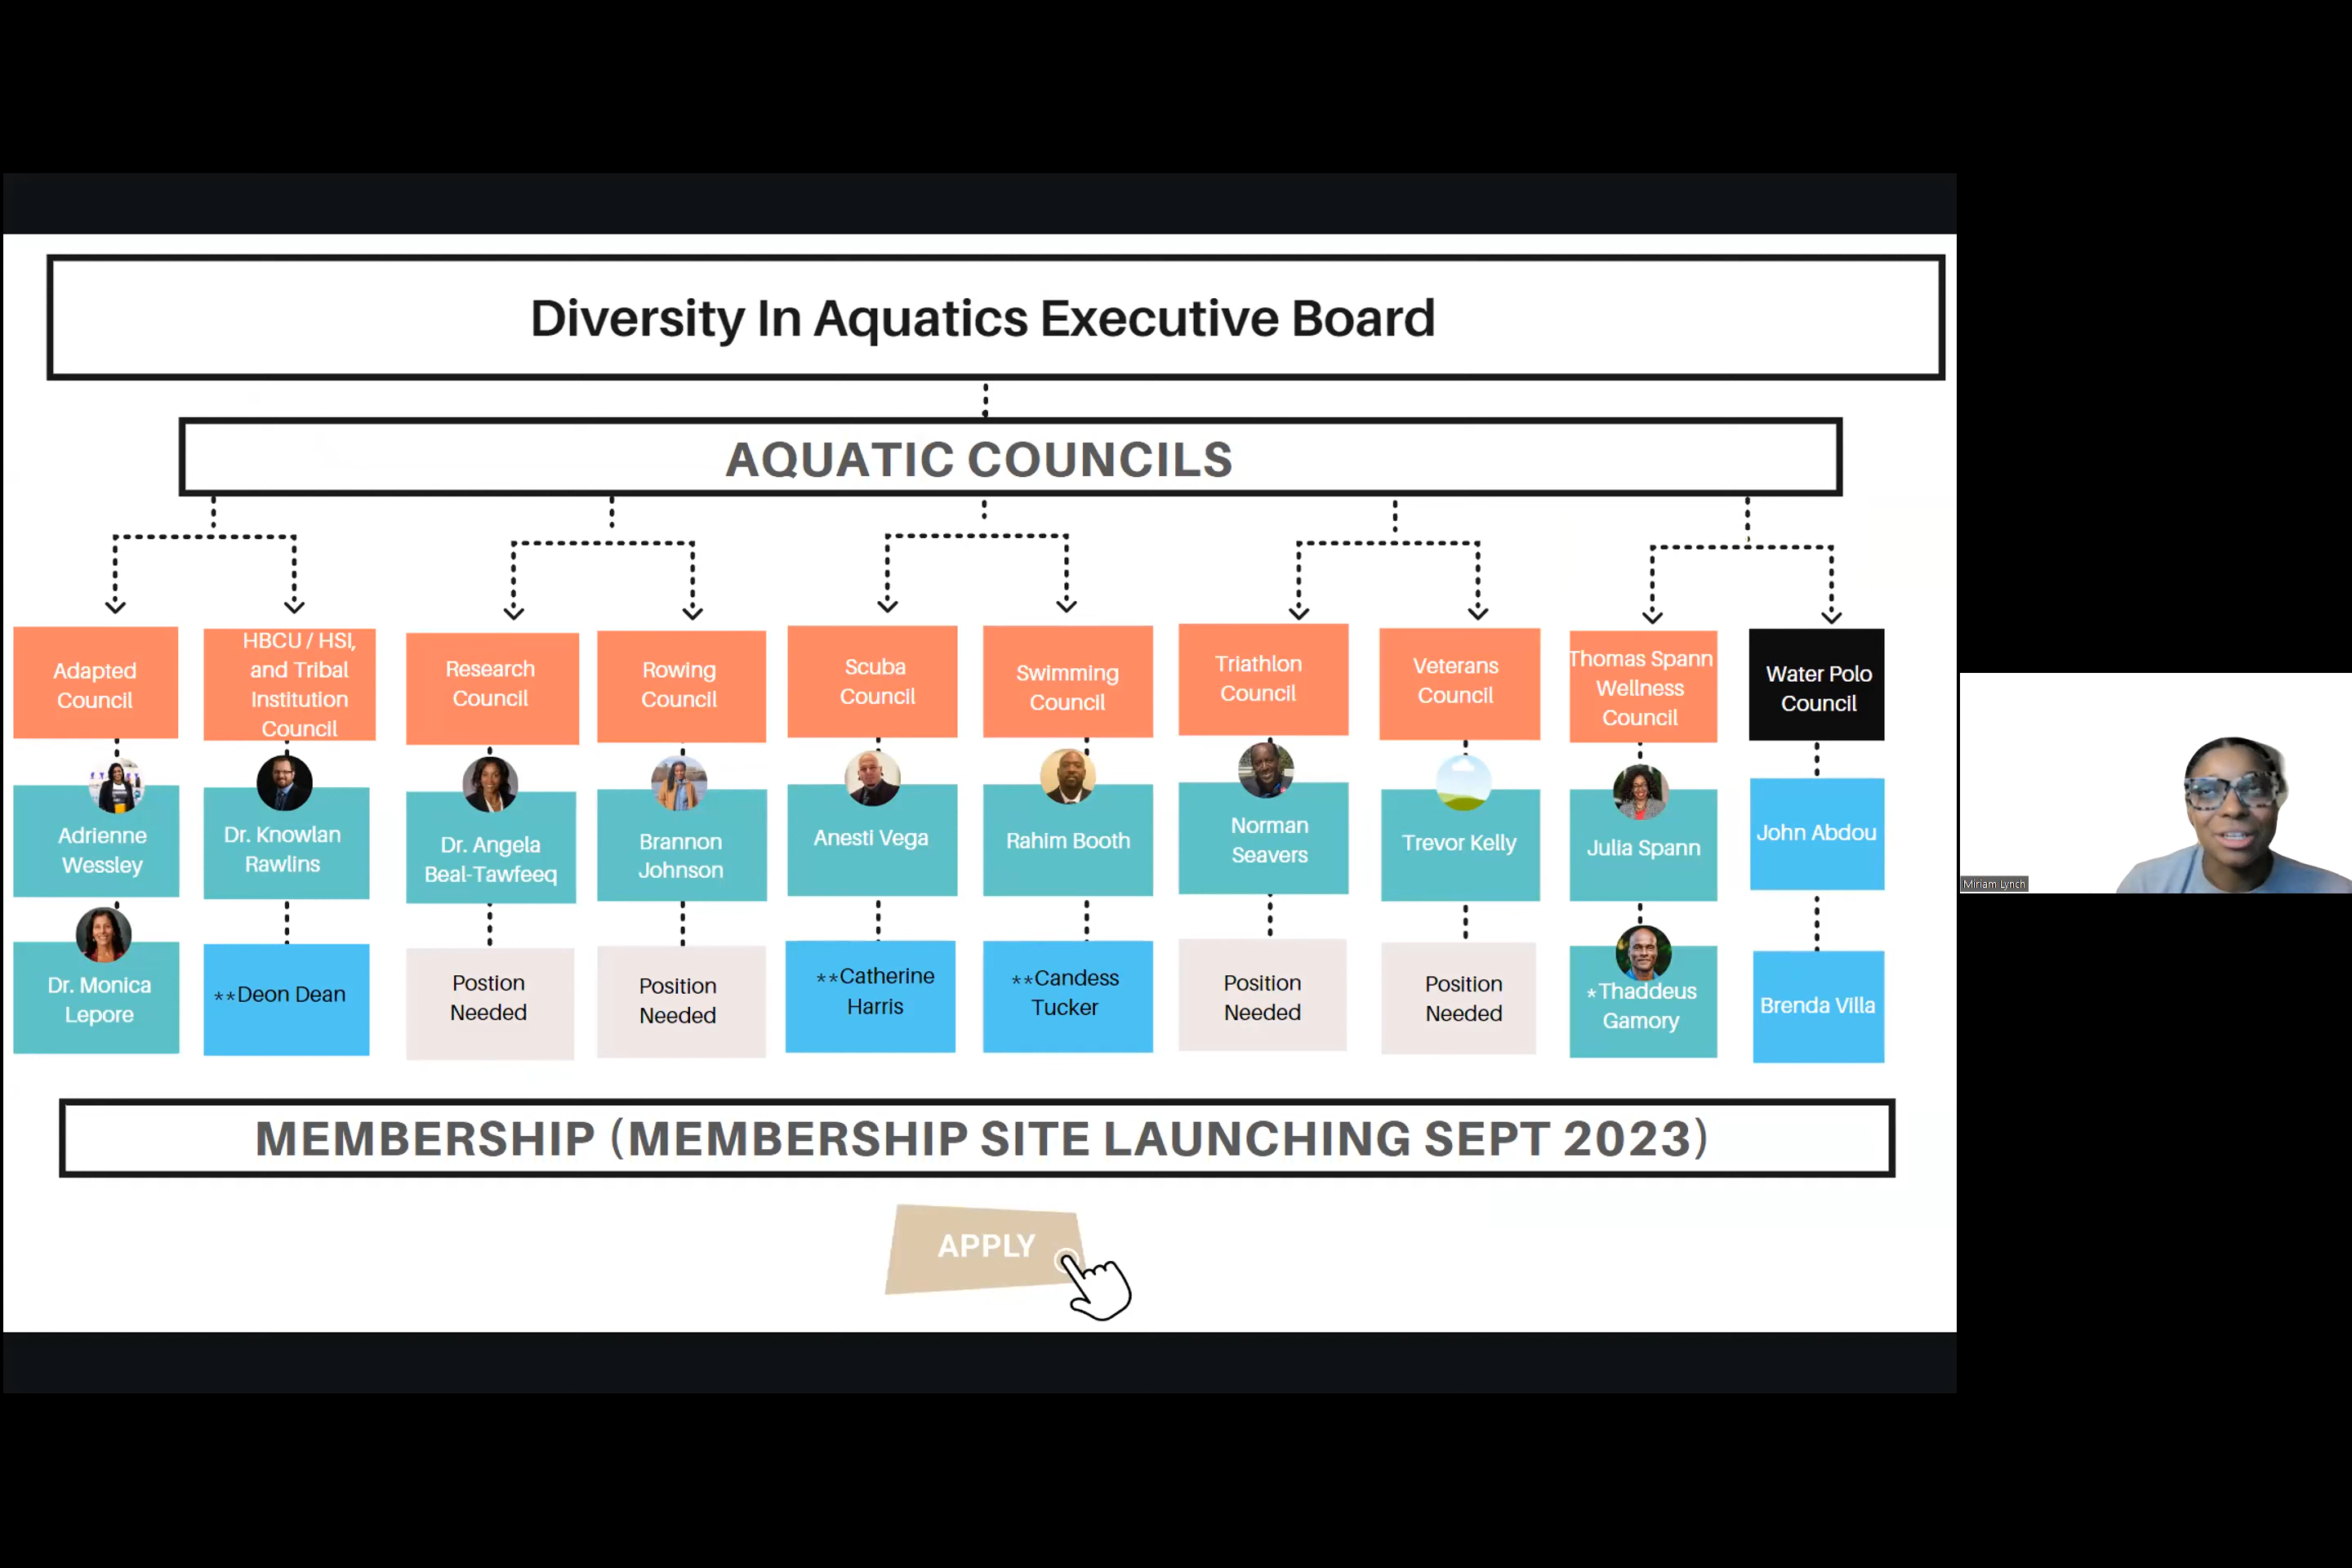 Diversity In Aquatics Executive Board
AQUATIC COUNCILS
Adapted
Council
HBCU / HSI,
and Tribal
Institution
Council
Research
Council
Rowing
Council
Scuba
Council
Swimming
Council
Triathlon
Council
Veterans
Council
Thomas Spann
Wellness
Council
Water Polo
Council
Adrienne
Wessley
Dr. Knowlan
Rawlins
Dr. Angela
Beal-Tawfeeq
Brannon
Johnson
Anesti Vega
Rahim Booth
Norman
Seavers
Trevor Kelly
Julia Spann
John Abdou
Dr. Monica
Lepore
**Deon Dean
Postion
Needed
Position
Needed
**Catherine
Harris
**Candess
Tucker
Position
Needed
Position
Needed
*Thaddeus
Gamory
Brenda Villa
MEMBERSHIP (MEMBERSHIP SITE LAUNCHING SEPT 2023)
APPLY
Miriam Lynch